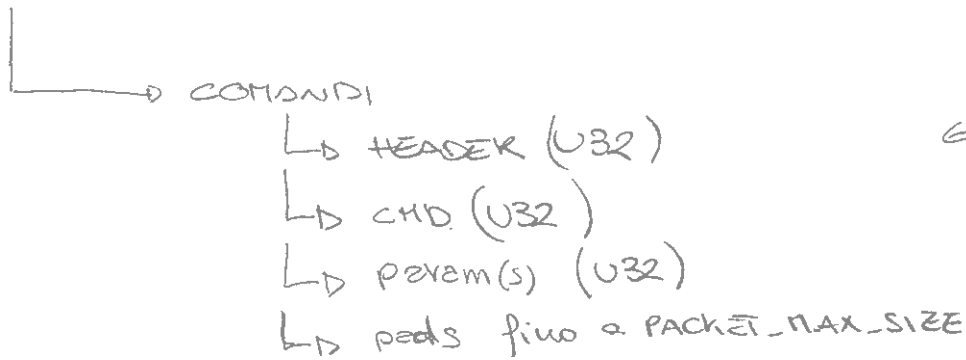 COMANDI
HEADER (U32)
CMD. (U32)
param(s) (U32)
pads fino a PACKET_MAX_SIZE